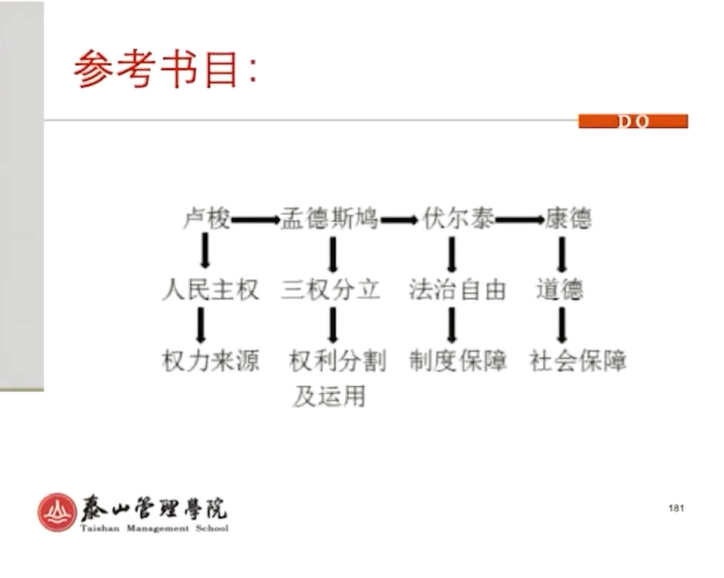 参考书目：
DO
卢梭 孟德斯鸠 伏尔泰 康德
人民主权 三权分立 法治自由 道德
权力来源 权利分割 制度保障 社会保障
及运用
泰山管理學院
Taishan Management School
181